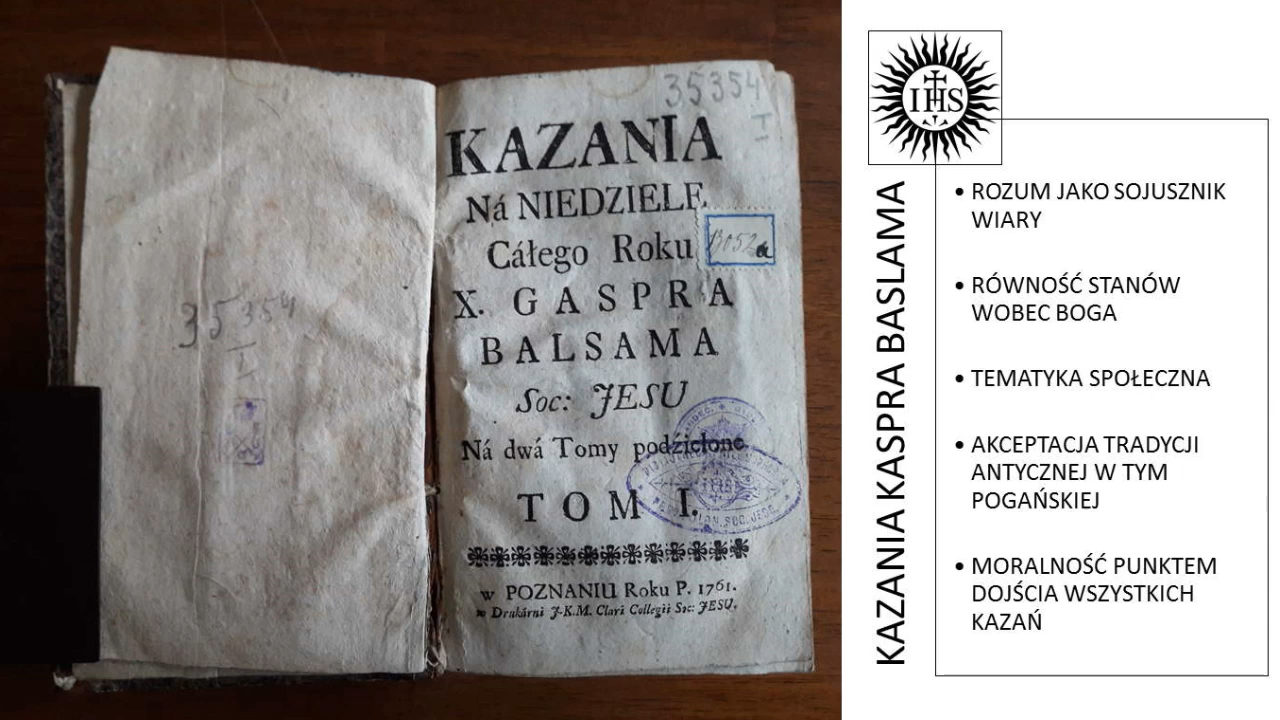 35354
I
35354
I
KAZANIA
Ná NIEDZIELE
Cáłego Roku
13052a
X. GASPRA
BALSAMA
Soc: JESU
Ná dwá Tomy podzielone
TOM I.
w POZNANIU Roku P. 1761.
w Drukárni J.K.M. Clari Collegii Soc: JESU.
IHS
KAZANIA KASPRA BASLAMA
• ROZUM JAKO SOJUSZNIK
WIARY
• RÓWNOŚĆ STANÓW
WOBEC BOGA
• TEMATYKA SPOŁECZNA
• AKCEPTACJA TRADYCJI
ANTYCZNEJ W TYM
POGAŃSKIEJ
• MORALNOŚĆ PUNKTEM
DOJŚCIA WSZYSTKICH
KAZAŃ